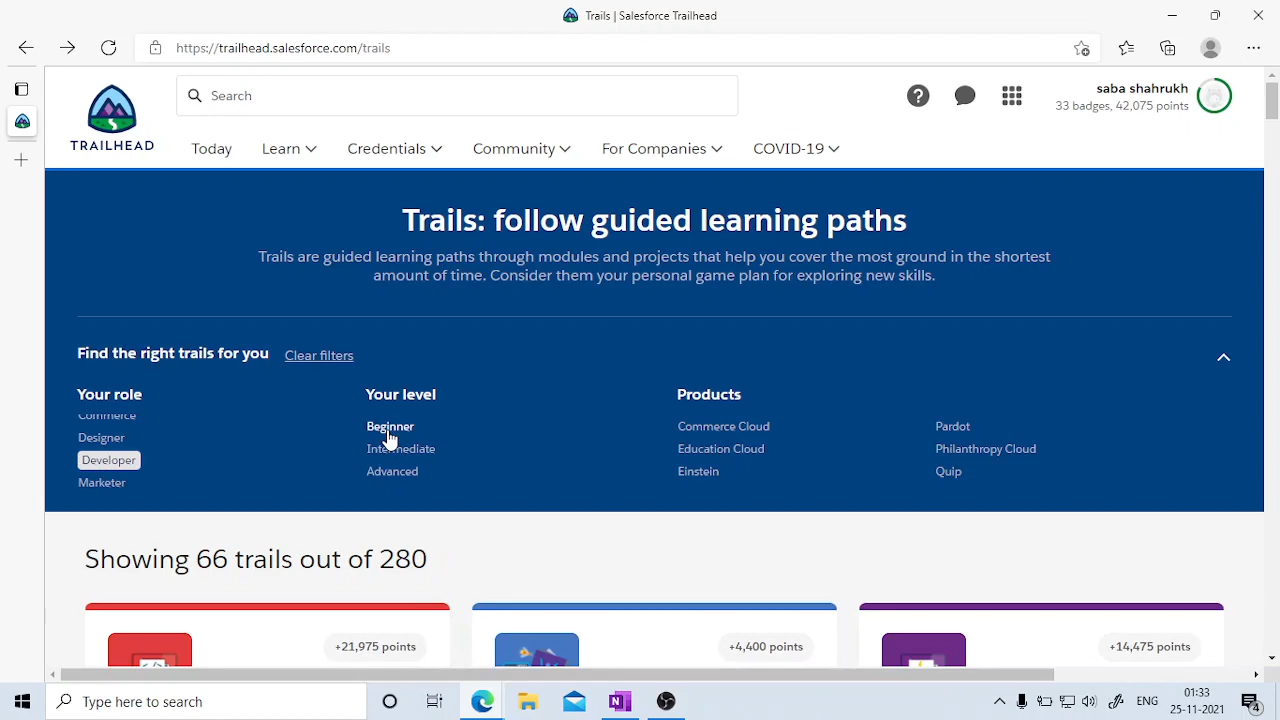 Trails | Salesforce Trailhead
https://trailhead.salesforce.com/trails
TRAILHEAD
Search
saba shahrukh
33 badges, 42,075 points
Today
Learn
Credentials
Community
For Companies
COVID-19
Trails: follow guided learning paths
Trails are guided learning paths through modules and projects that help you cover the most ground in the shortest
amount of time. Consider them your personal game plan for exploring new skills.
Find the right trails for you
Clear filters
Your role
Commerce
Designer
Developer
Marketer
Your level
Beginner
Intermediate
Advanced
Products
Commerce Cloud
Education Cloud
Einstein
Pardot
Philanthropy Cloud
Quip
Showing 66 trails out of 280
+21,975 points
+4,400 points
+14,475 points
Type here to search
ENG
01:33
25-11-2021
4